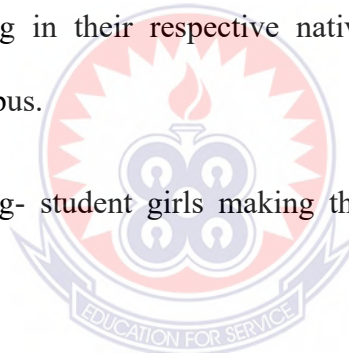 g in their respective nativ
ous.
g- student girls making th
EDUCATION FOR SERVICE